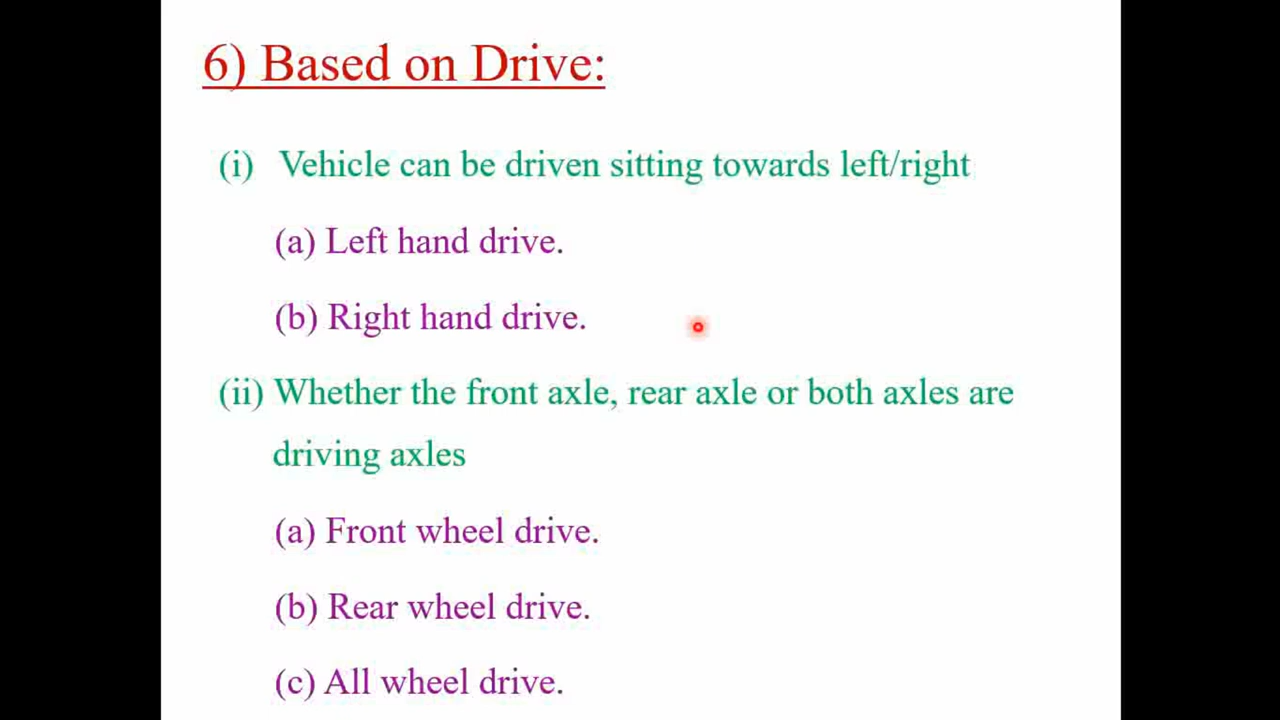 6) Based on Drive:
(i) Vehicle can be driven sitting towards left/right
(a) Left hand drive.
(b) Right hand drive.
(ii) Whether the front axle, rear axle or both axles are
driving axles
(a) Front wheel drive.
(b) Rear wheel drive.
(c) All wheel drive.